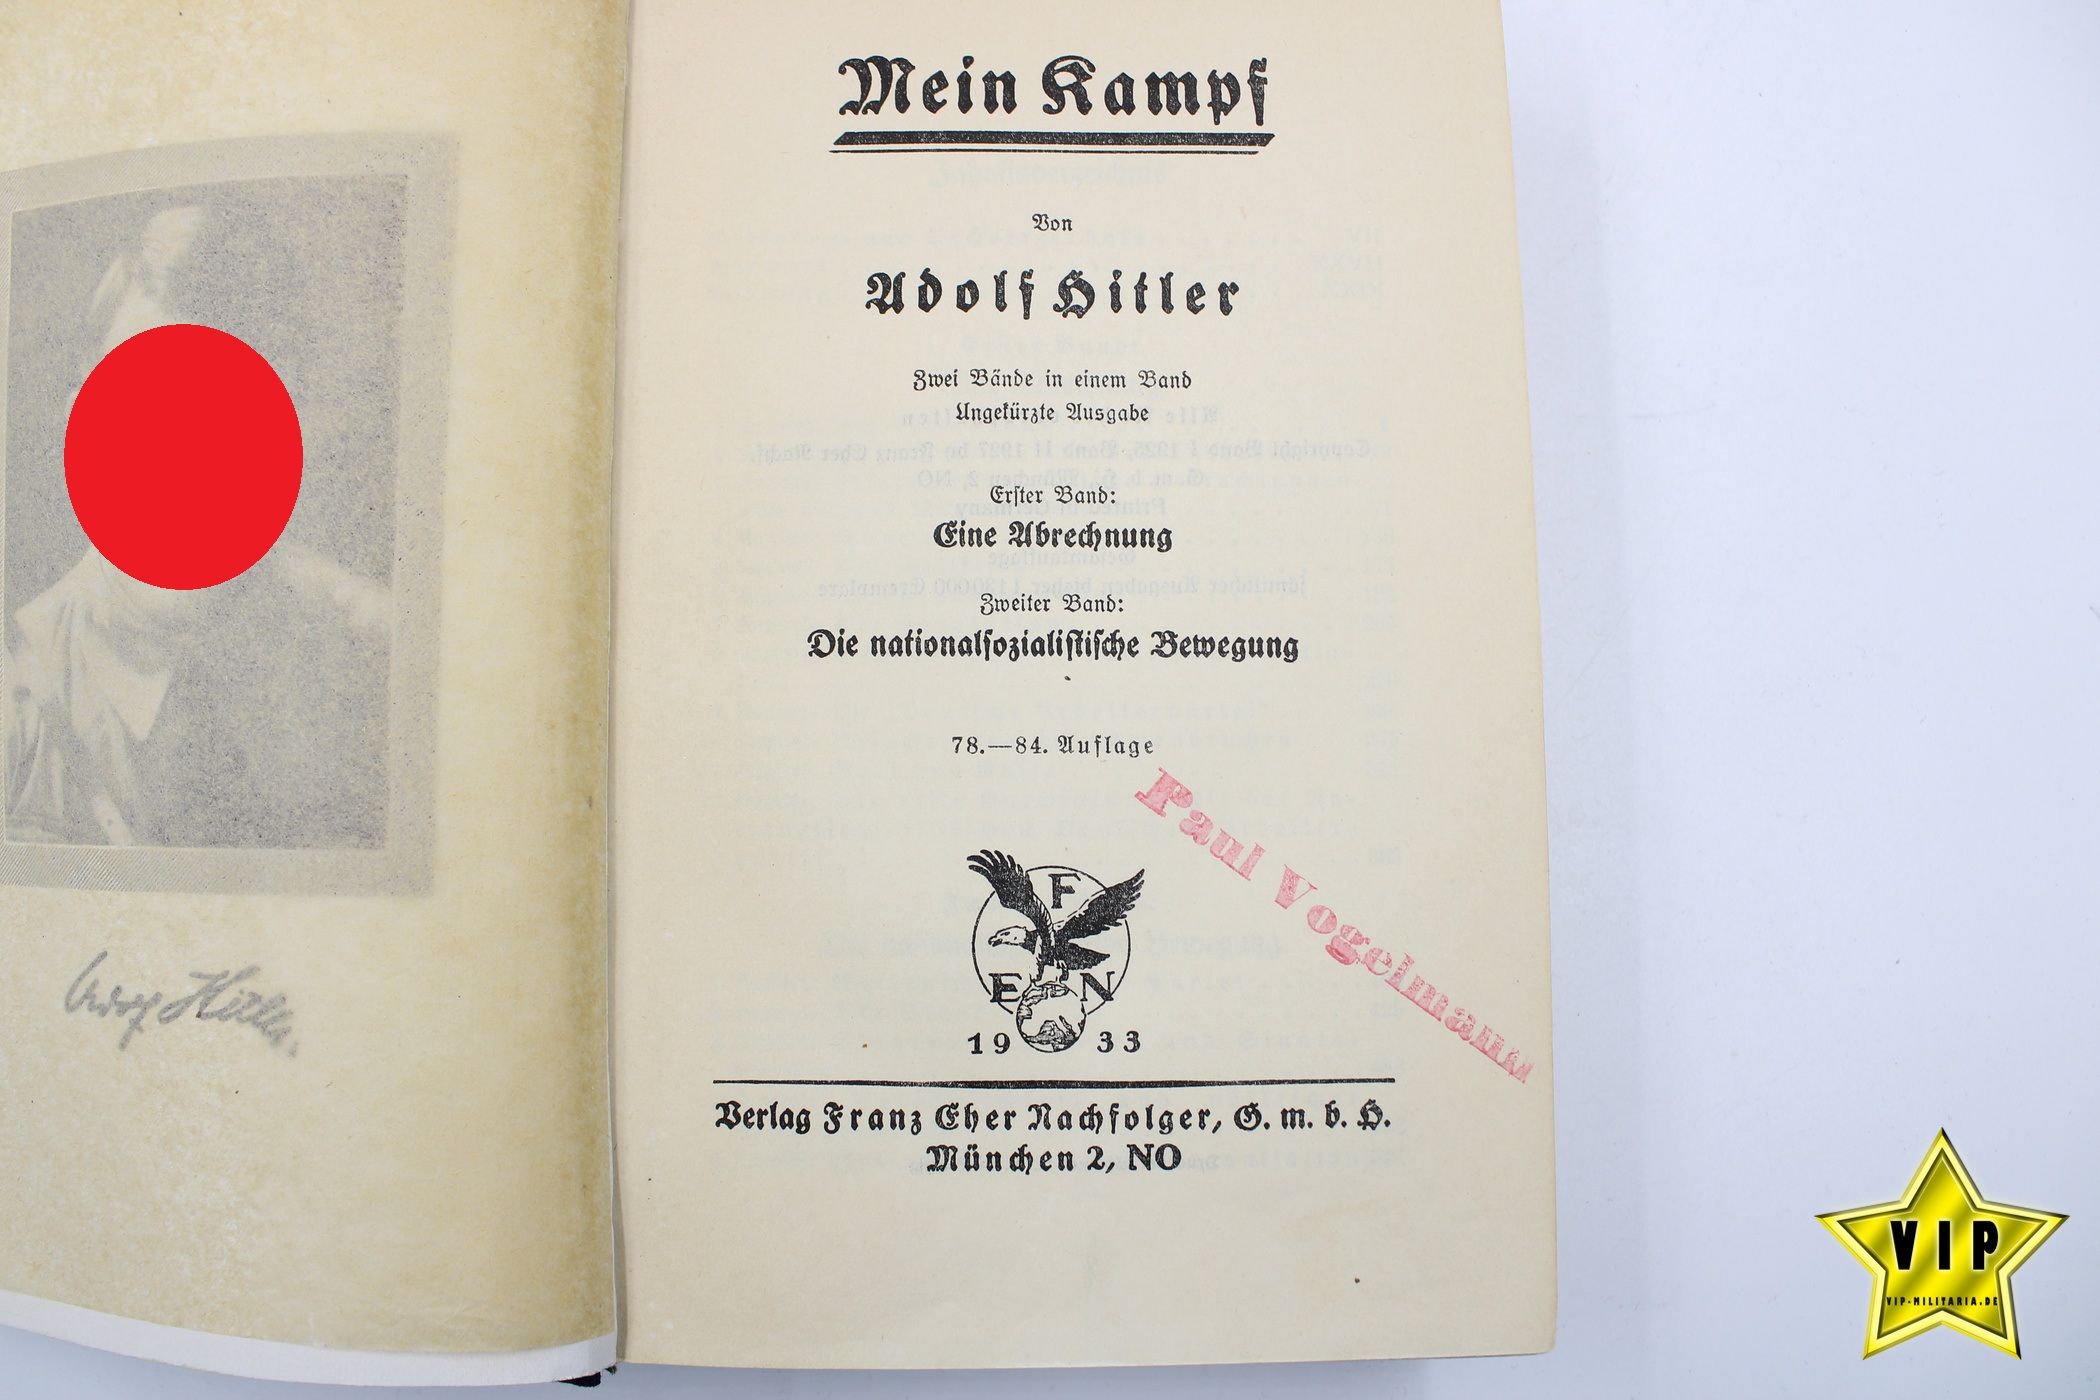 Adolf Hitler.
Mein Kampf
Von
Adolf Hitler
Zwei Bände in einem Band
Ungekürzte Ausgabe
Erster Band:
Eine Abrechnung
Zweiter Band:
Die nationalsozialistische Bewegung
78.—84. Auflage
Paul Vogelmann
F
E N
19 33
Verlag Franz Eher Nachfolger, G. m. b. H.
München 2, NO
VIP
VIP-MILITARIA.DE